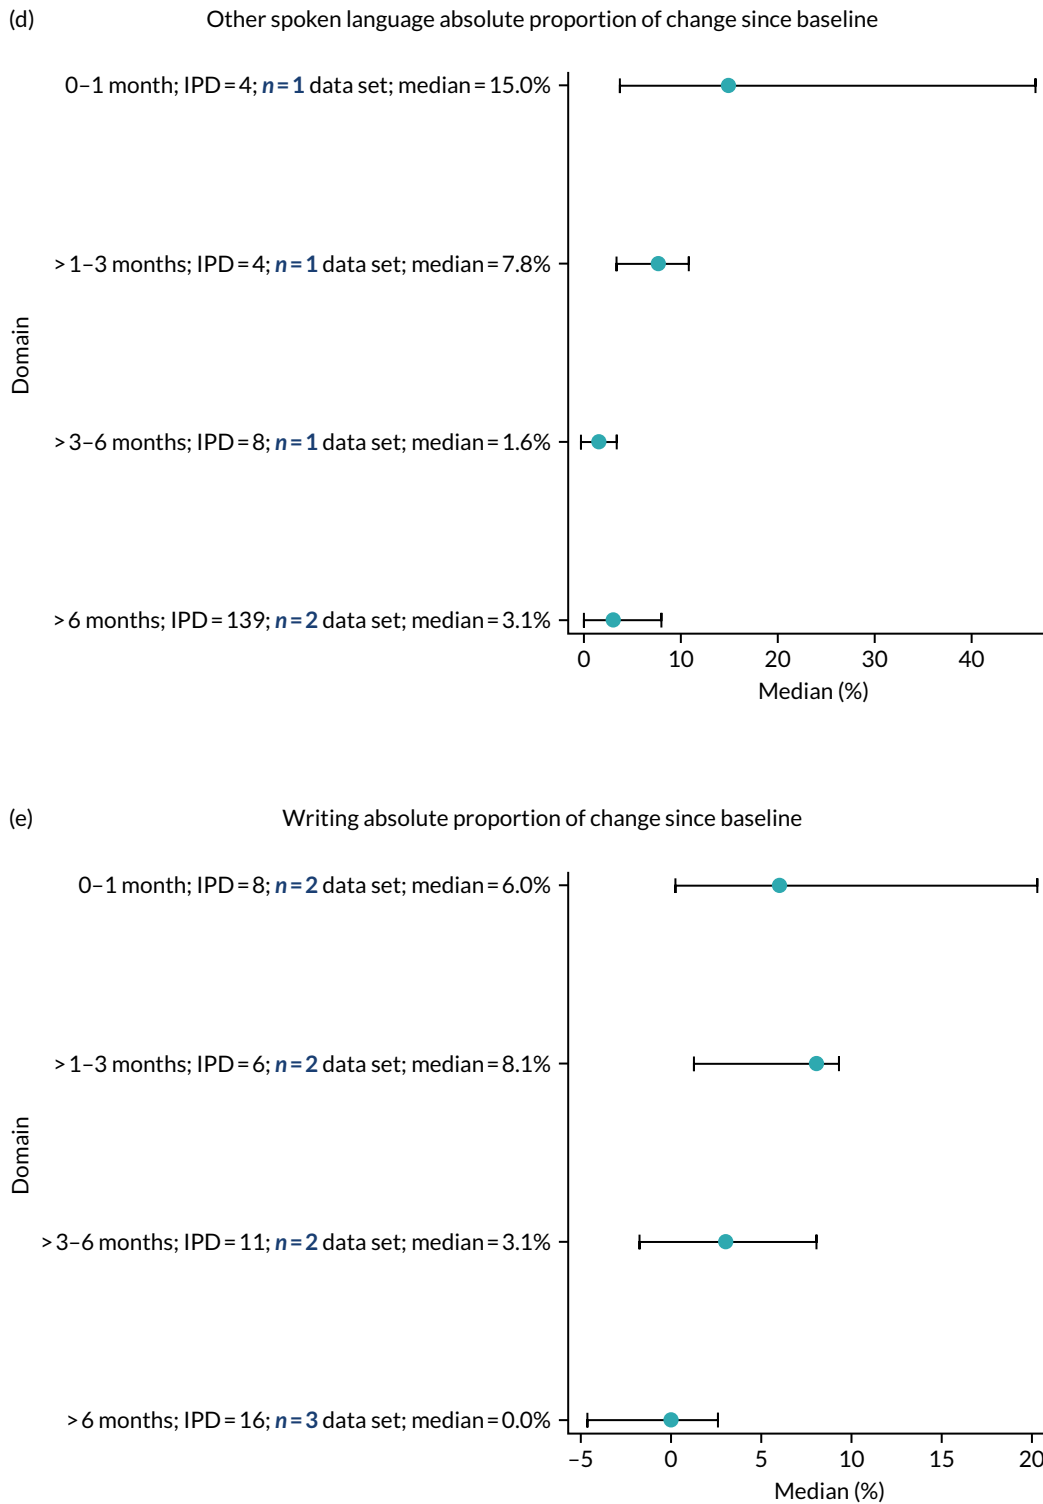 (d) Other spoken language absolute proportion of change since baseline
0–1 month; IPD = 4; n = 1 data set; median = 15.0%
> 1–3 months; IPD = 4; n = 1 data set; median = 7.8%
Domain
> 3–6 months; IPD = 8; n = 1 data set; median = 1.6%
> 6 months; IPD = 139; n = 2 data set; median = 3.1%
0 10 20 30 40
Median (%)
(e) Writing absolute proportion of change since baseline
0–1 month; IPD = 8; n = 2 data set; median = 6.0%
> 1–3 months; IPD = 6; n = 2 data set; median = 8.1%
Domain
> 3–6 months; IPD = 11; n = 2 data set; median = 3.1%
> 6 months; IPD = 16; n = 3 data set; median = 0.0%
–5 0 5 10 15 20
Median (%)